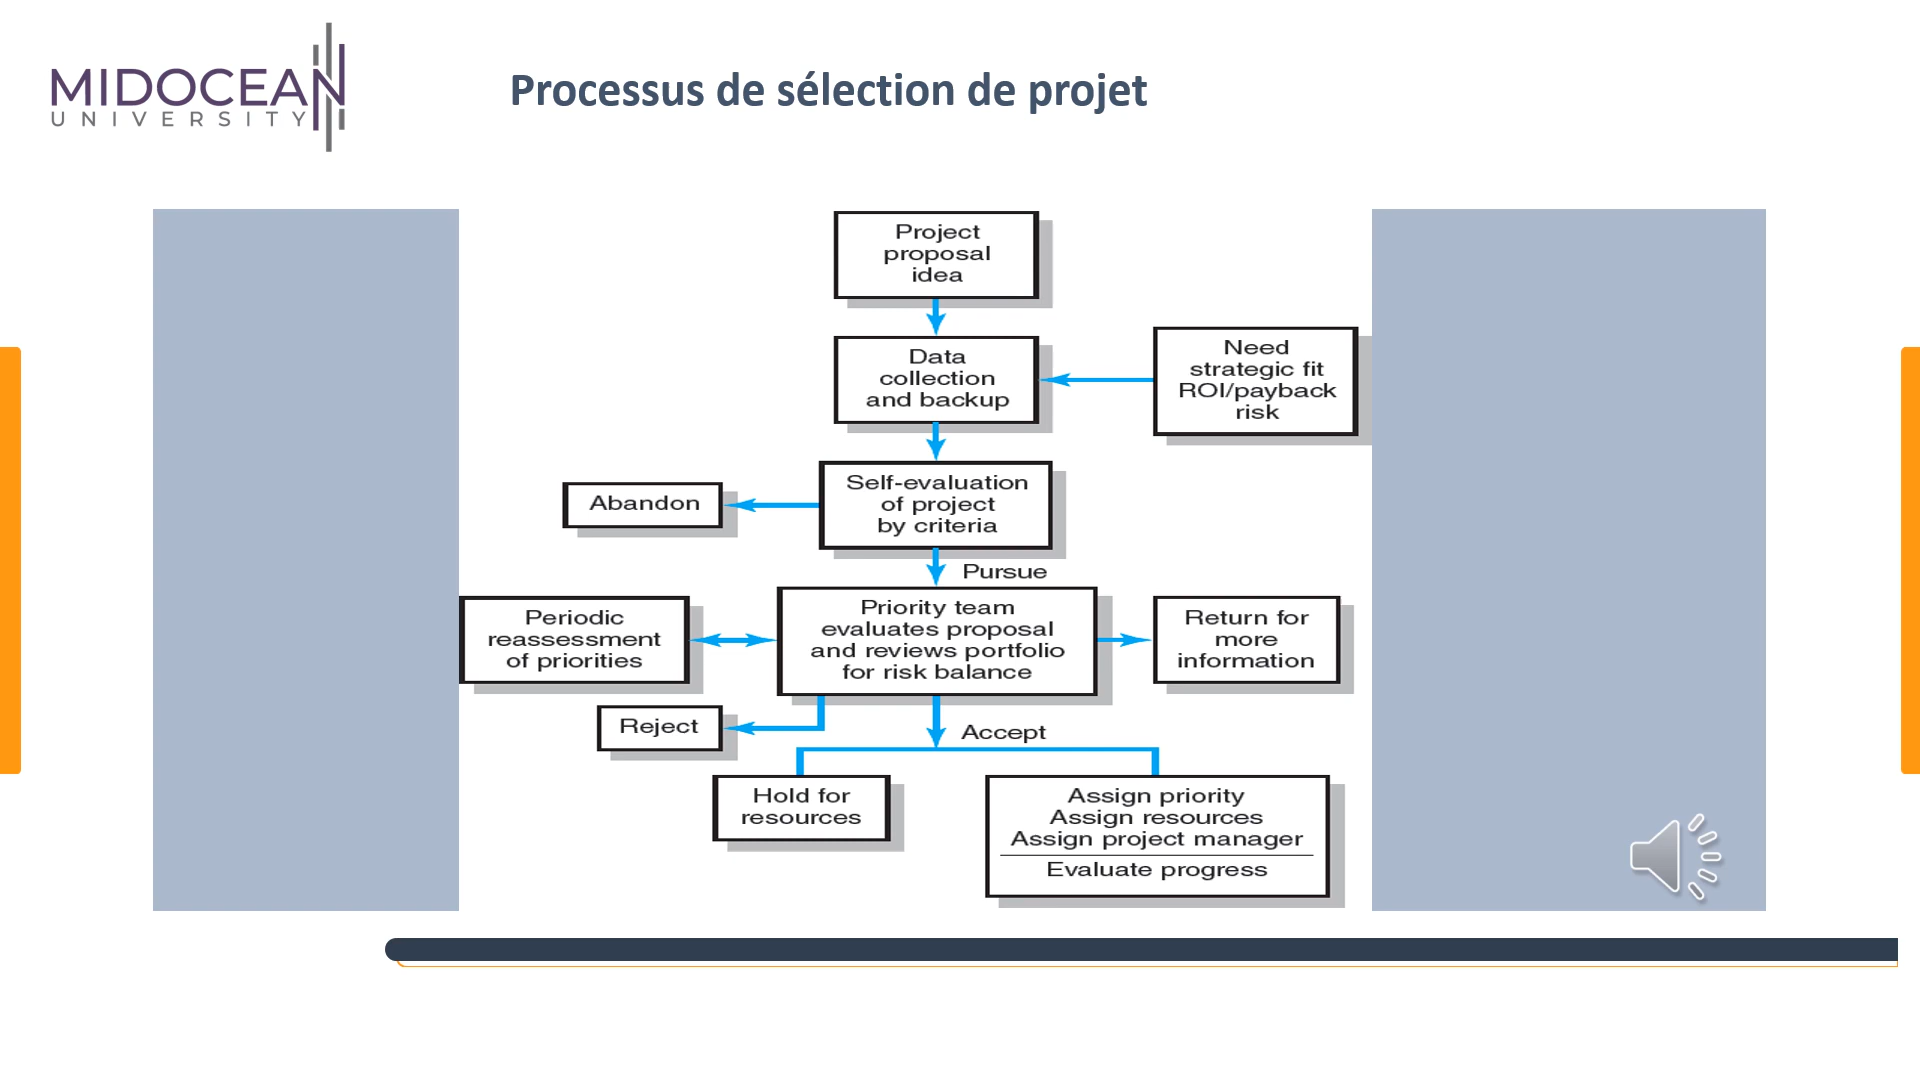 MIDOCEAN
UNIVERSITY
Processus de sélection de projet
Project
proposal
idea
Data
collection
and backup
Need
strategic fit
ROI/payback
risk
Self-evaluation
of project
by criteria
Abandon
Pursue
Periodic
reassessment
of priorities
Priority team
evaluates proposal
and reviews portfolio
for risk balance
Return for
more
information
Reject
Accept
Hold for
resources
Assign priority
Assign resources
Assign project manager
Evaluate progress